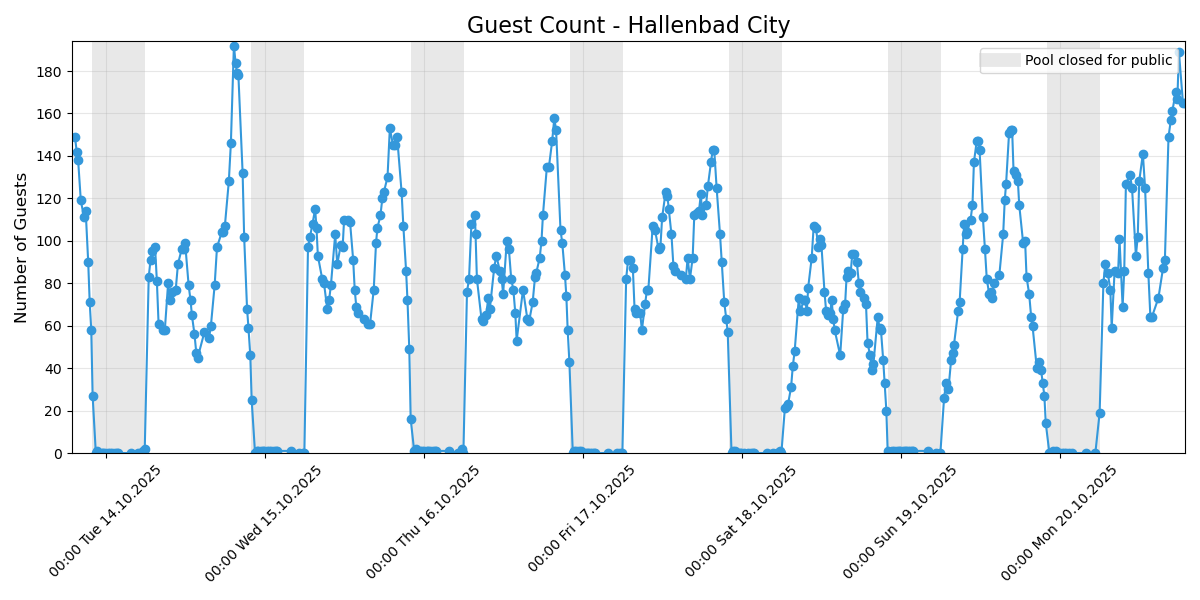 Guest Count - Hallenbad City
Pool closed for public
Number of Guests
180
160
140
120
100
80
60
40
20
0
00:00 Tue 14.10.2025
00:00 Wed 15.10.2025
00:00 Thu 16.10.2025
00:00 Fri 17.10.2025
00:00 Sat 18.10.2025
00:00 Sun 19.10.2025
00:00 Mon 20.10.2025